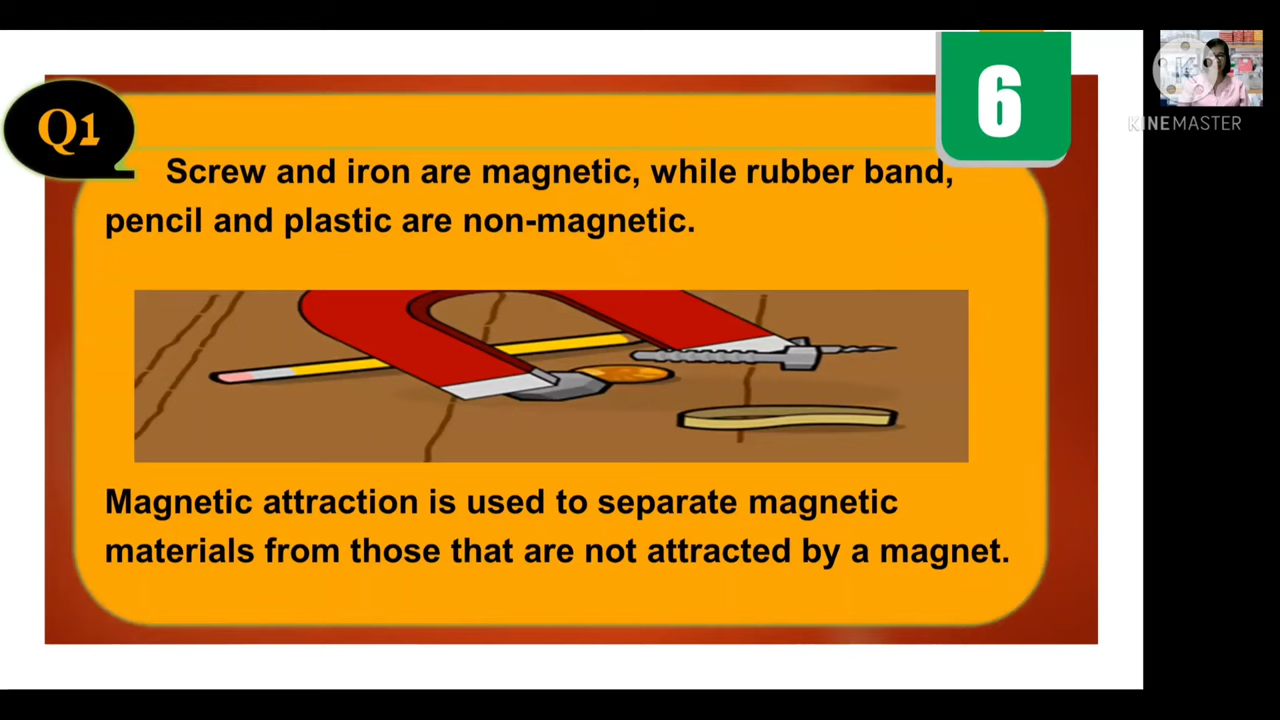 6
Q1
Screw and iron are magnetic, while rubber band,
pencil and plastic are non-magnetic.
Magnetic attraction is used to separate magnetic
materials from those that are not attracted by a magnet.
K
KINEMASTER